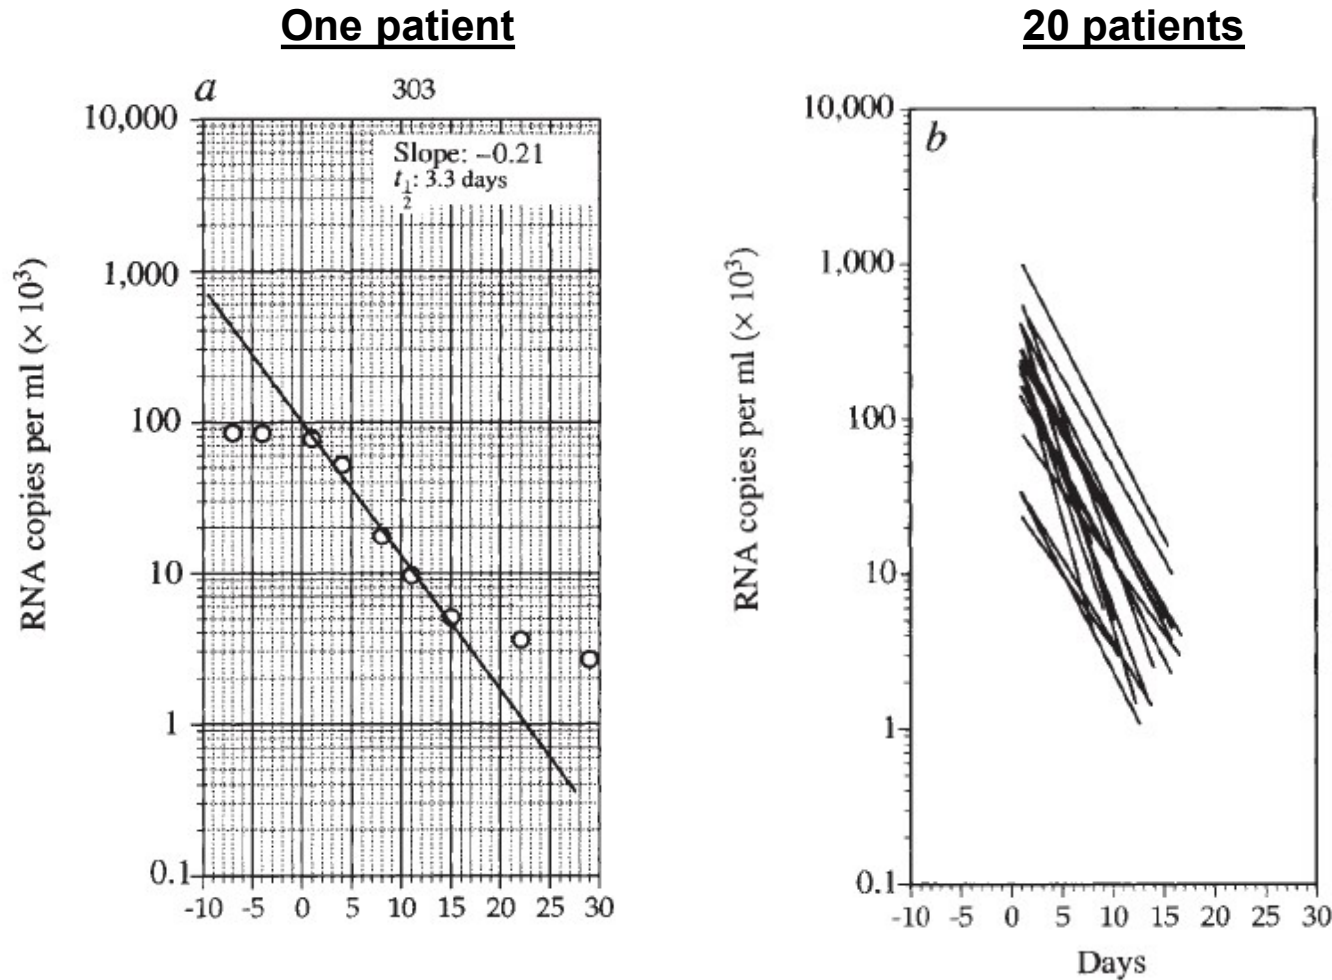 One patient
20 patients
a
303
10,000
1,000
100
10
1
0.1
Slope: −0.21
t½: 3.3 days
RNA copies per ml (× 10³)
-10 -5 0 5 10 15 20 25 30
b
10,000
1,000
100
10
1
0.1
RNA copies per ml (× 10³)
-10 -5 0 5 10 15 20 25 30
Days